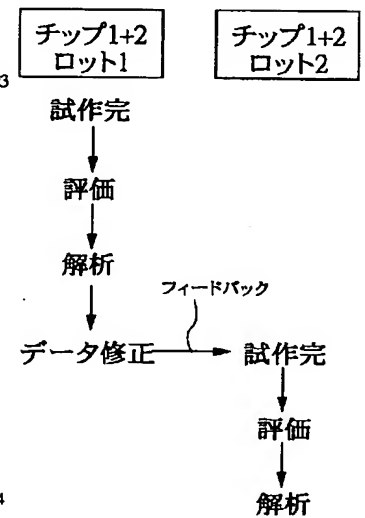 チップ1+2
ロット1
チップ1+2
ロット2
3
試作完
評価
解析
フィードバック
データ修正
試作完
評価
4
解析